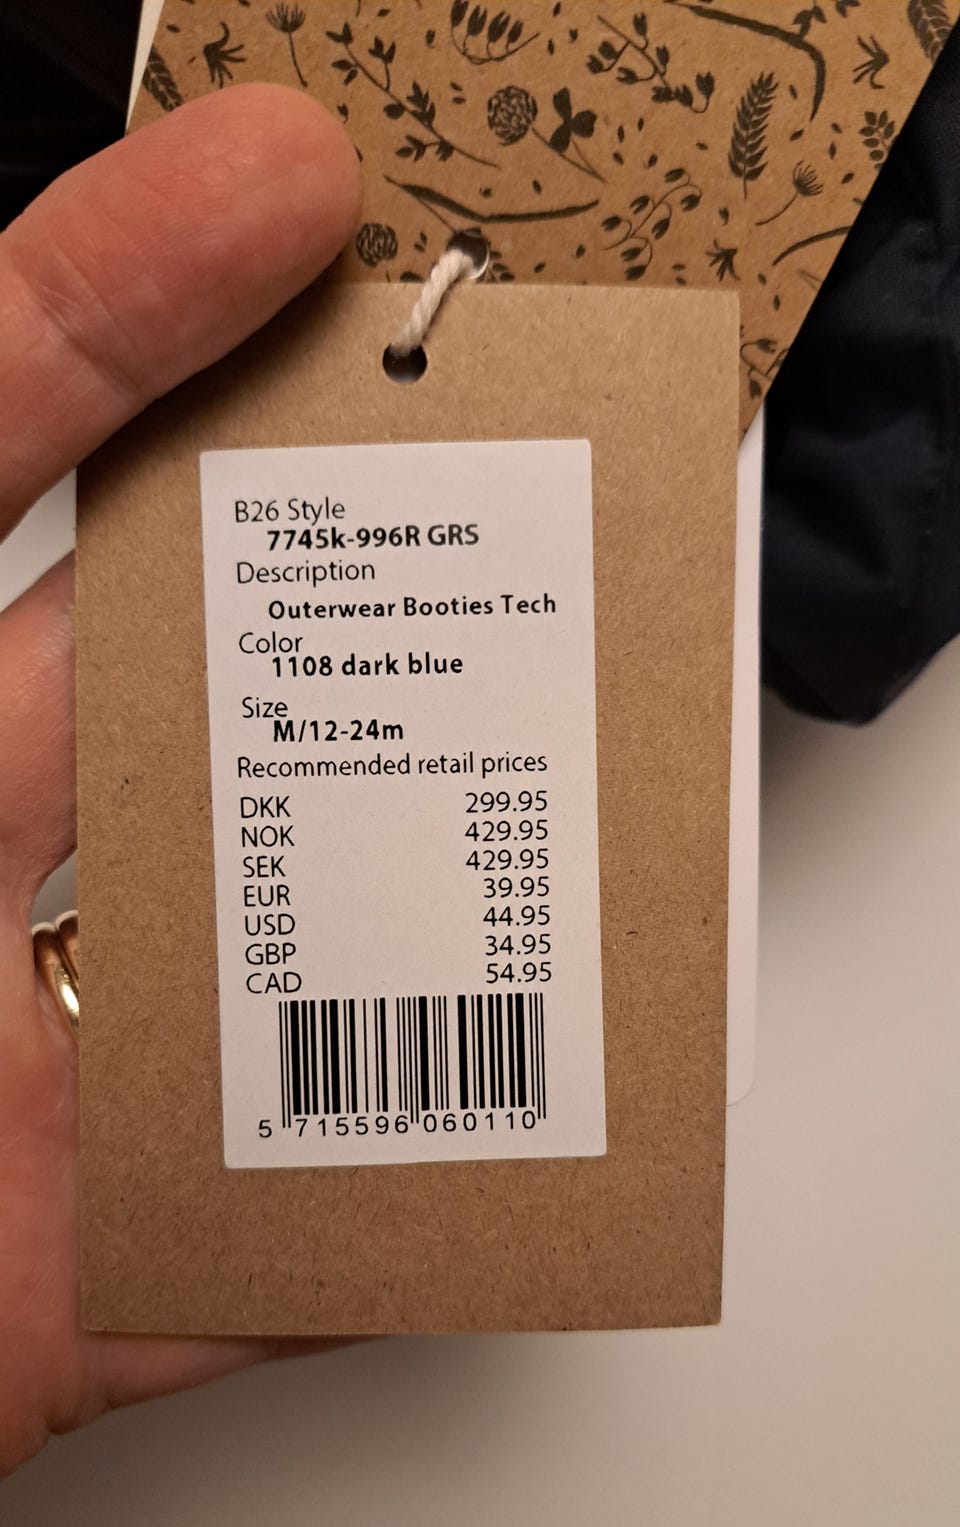 B26 Style
7745k-996R GRS
Description
Outerwear Booties Tech
Color
1108 dark blue
Size
M/12-24m
Recommended retail prices
DKK 299.95
NOK 429.95
SEK 429.95
EUR 39.95
USD 44.95
GBP 34.95
CAD 54.95
5 715596 060110